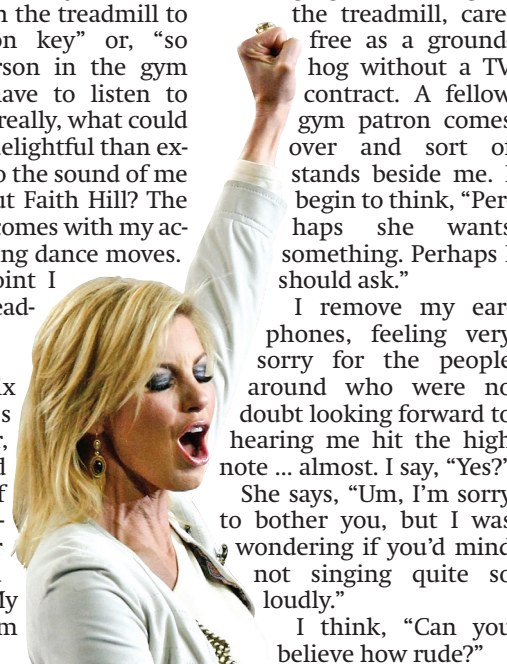 n the treadmill to
on key” or, “so
rson in the gym
ave to listen to
really, what could
elightful than ex-
o the sound of me
ut Faith Hill? The
comes with my ac-
ng dance moves.
oint I
ead-
ix
s
r,
d
f
-
r
My
m
the treadmill, care
free as a ground
hog without a TV
contract. A fellow
gym patron comes
over and sort of
stands beside me. I
begin to think, “Per
haps she wants
something. Perhaps I
should ask.”
I remove my ear
phones, feeling very
sorry for the people
around who were no
doubt looking forward to
hearing me hit the high
note ... almost. I say, “Yes?”
She says, “Um, I’m sorry
to bother you, but I was
wondering if you’d mind
not singing quite so
loudly.”
I think, “Can you
believe how rude?”